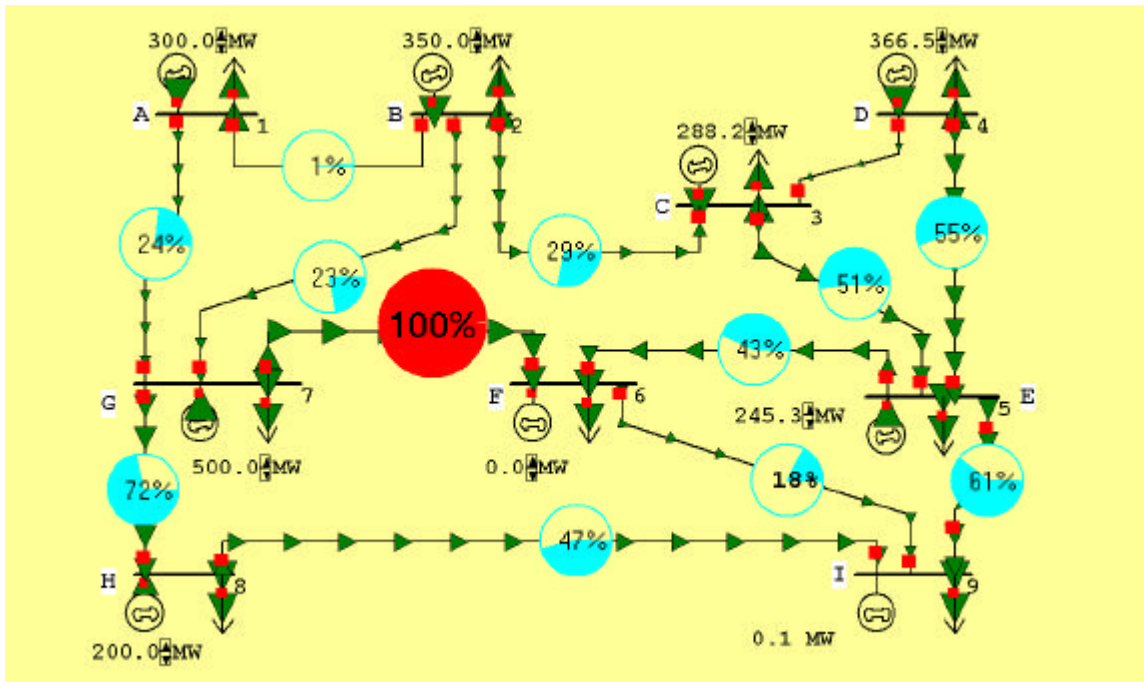 300.0 MW
350.0 MW
366.5 MW
A
1
B
2
D
4
288.2 MW
1%
C
3
24%
23%
29%
55%
51%
100%
43%
G
7
F
6
5
E
245.3 MW
500.0 MW
0.0 MW
72%
18%
61%
47%
H
8
I
9
200.0 MW
0.1 MW